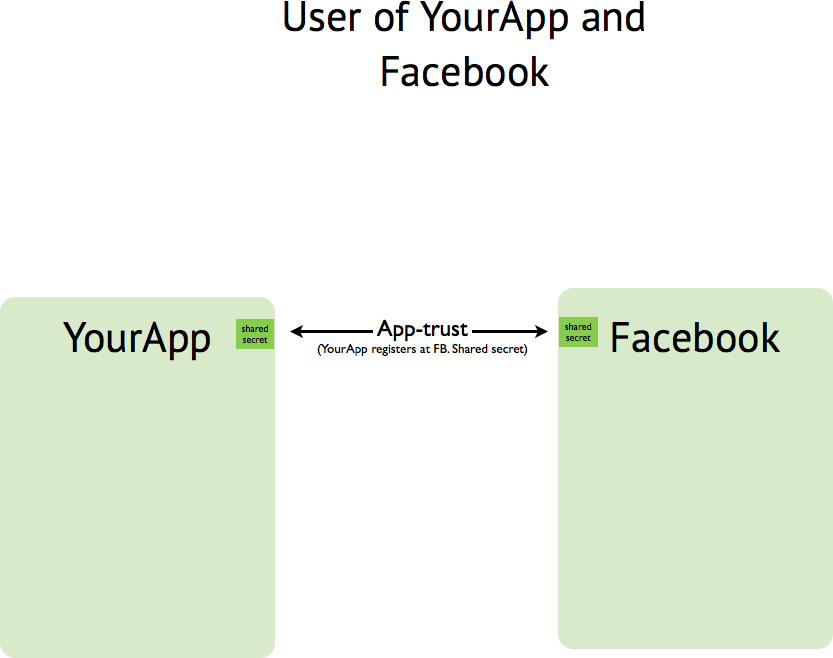 User of YourApp and
Facebook
YourApp
shared
secret
App-trust
(YourApp registers at FB. Shared secret)
shared
secret
Facebook